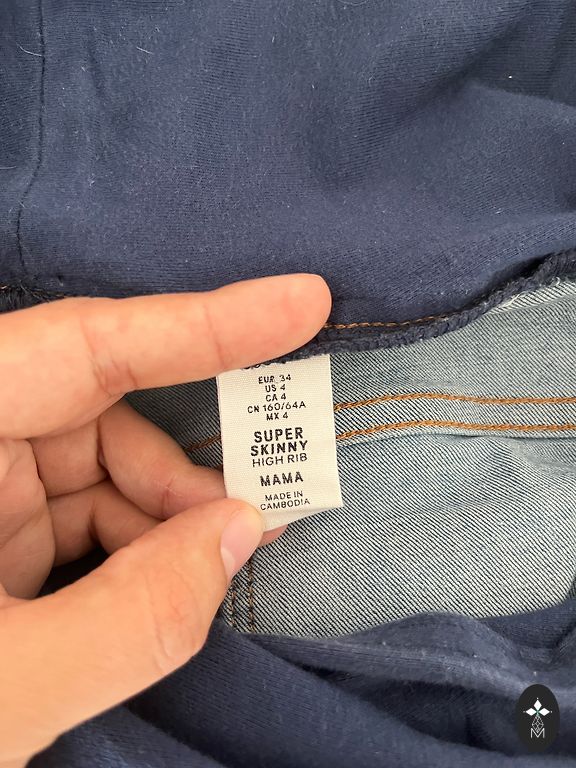 EUR 34
US 4
CA 4
CN 160/64A
MX 4
SUPER
SKINNY
HIGH RIB
MAMA
MADE IN
CAMBODIA
M